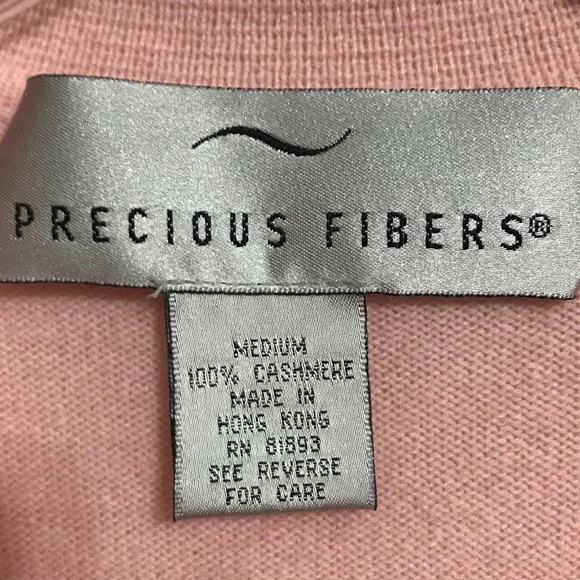 PRECIOUS FIBERS®
MEDIUM
100% CASHMERE
MADE IN
HONG KONG
RN 81893
SEE REVERSE
FOR CARE